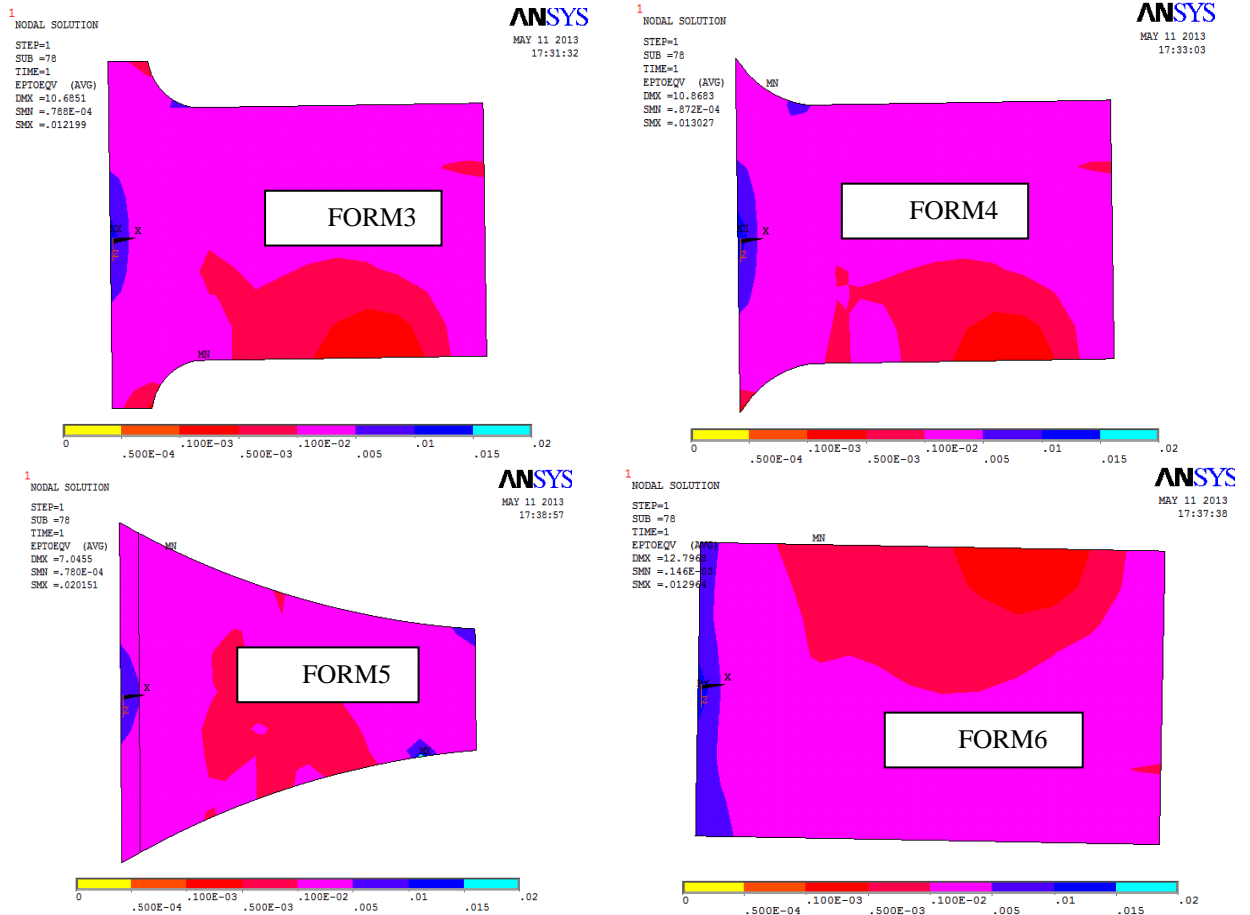 1
NODAL SOLUTION
STEP=1
SUB =78
TIME=1
EPTOEQV (AVG)
DMX =10.6851
SMN =.788E-04
SMX =.012199
ANSYS
MAY 11 2013
17:31:32
X
FORM3
MN
0 .100E-03 .100E-02 .01 .02
.500E-04 .500E-03 .005 .015
1
NODAL SOLUTION
STEP=1
SUB =78
TIME=1
EPTOEQV (AVG)
DMX =10.8683
SMN =.872E-04
SMX =.013027
ANSYS
MAY 11 2013
17:33:03
MN
X
FORM4
0 .100E-03 .100E-02 .01 .02
.500E-04 .500E-03 .005 .015
1
NODAL SOLUTION
STEP=1
SUB =78
TIME=1
EPTOEQV (AVG)
DMX =7.0455
SMN =.780E-04
SMX =.020151
ANSYS
MAY 11 2013
17:38:57
MN
X
FORM5
MX
0 .100E-03 .100E-02 .01 .02
.500E-04 .500E-03 .005 .015
1
NODAL SOLUTION
STEP=1
SUB =78
TIME=1
EPTOEQV (AVG)
DMX =12.7968
SMN =.146E-03
SMX =.012964
ANSYS
MAY 11 2013
17:37:38
MN
X
FORM6
0 .100E-03 .100E-02 .01 .02
.500E-04 .500E-03 .005 .015